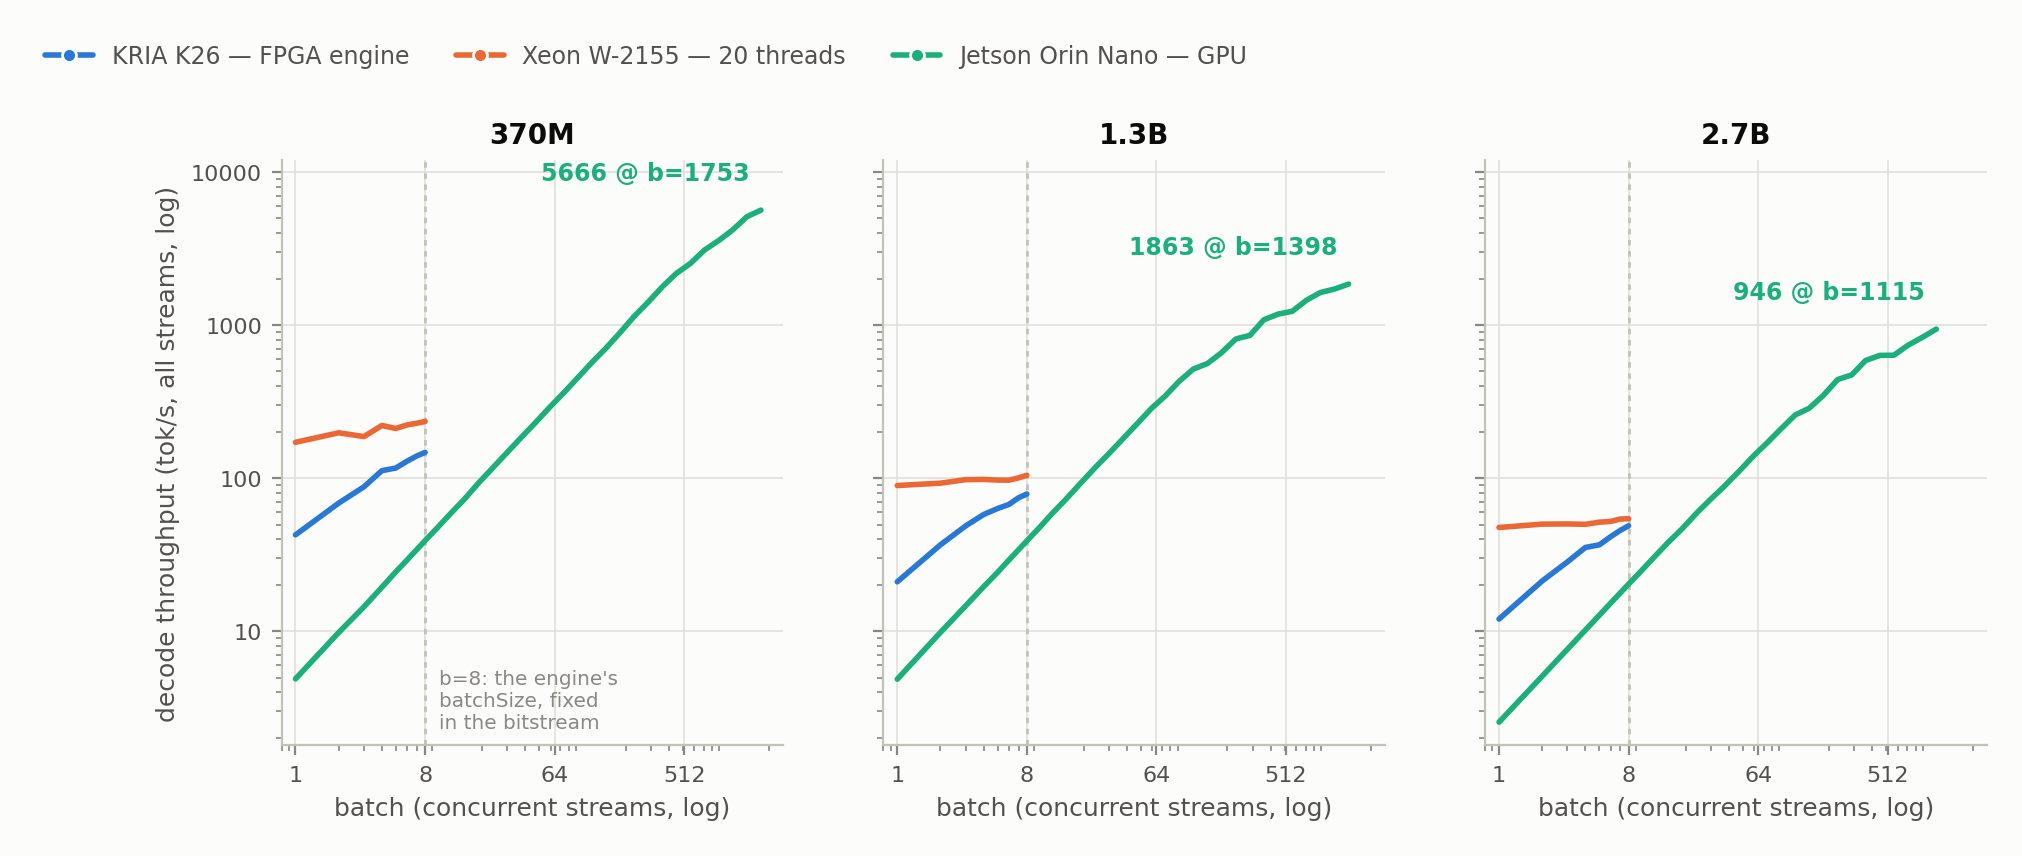 KRIA K26 — FPGA engine
Xeon W-2155 — 20 threads
Jetson Orin Nano — GPU
370M
1.3B
2.7B
decode throughput (tok/s, all streams, log)
10000
1000
100
10
5666 @ b=1753
1863 @ b=1398
946 @ b=1115
b=8: the engine's
batchSize, fixed
in the bitstream
1 8 64 512
1 8 64 512
1 8 64 512
batch (concurrent streams, log)
batch (concurrent streams, log)
batch (concurrent streams, log)